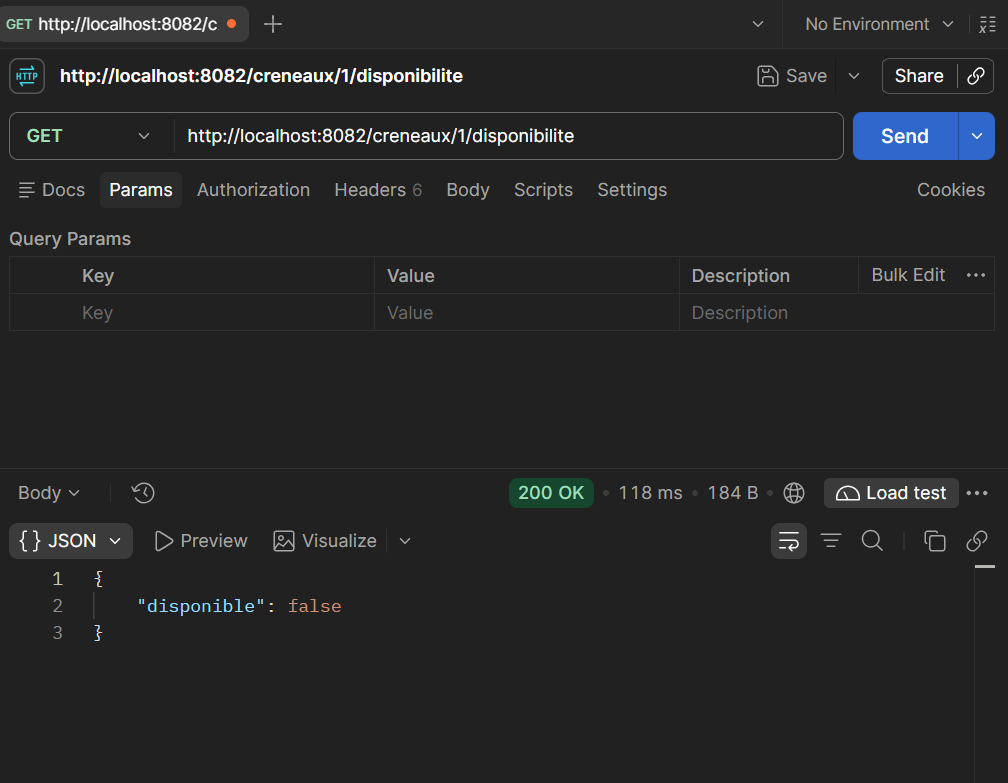 GET http://localhost:8082/c No Environment
HTTP http://localhost:8082/creneaux/1/disponibilite Save Share
GET http://localhost:8082/creneaux/1/disponibilite Send
Docs Params Authorization Headers 6 Body Scripts Settings Cookies
Query Params
Key Value Description Bulk Edit
Key Value Description
Body 200 OK 118 ms 184 B Load test
{} JSON Preview Visualize
1 {
2 "disponible": false
3 }